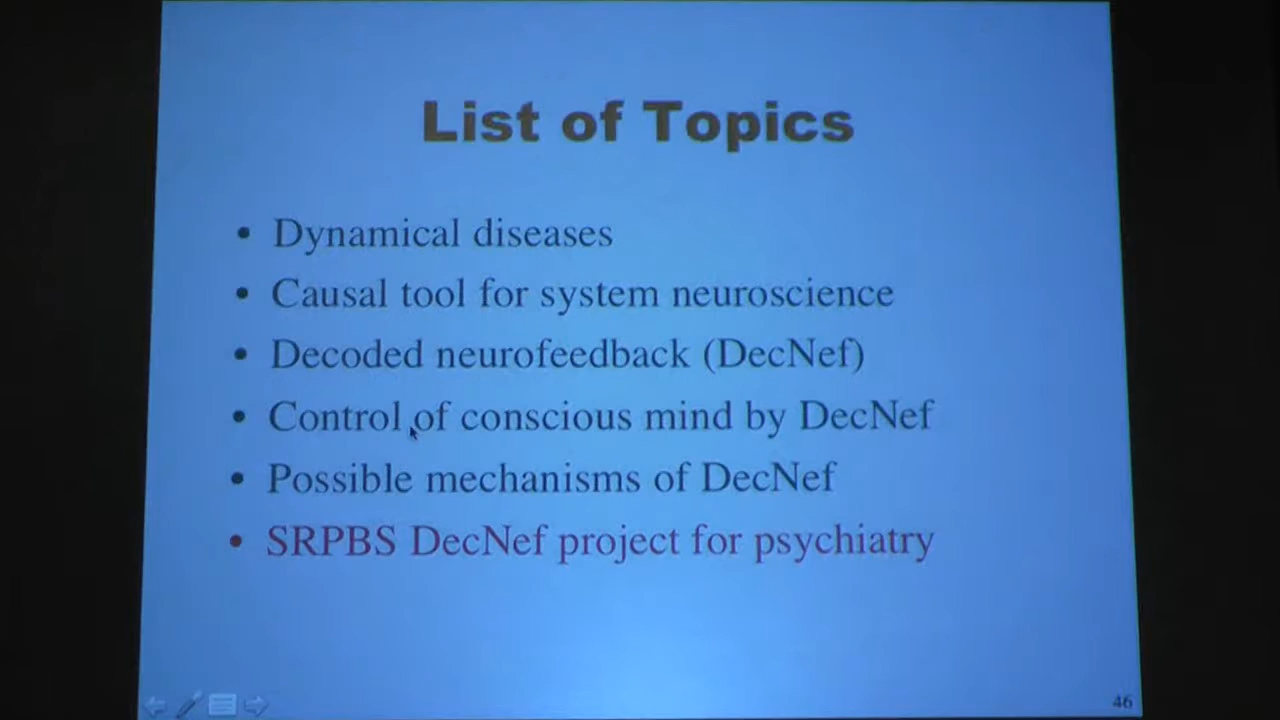 List of Topics
• Dynamical diseases
• Causal tool for system neuroscience
• Decoded neurofeedback (DecNef)
• Control of conscious mind by DecNef
• Possible mechanisms of DecNef
• SRPBS DecNef project for psychiatry
46